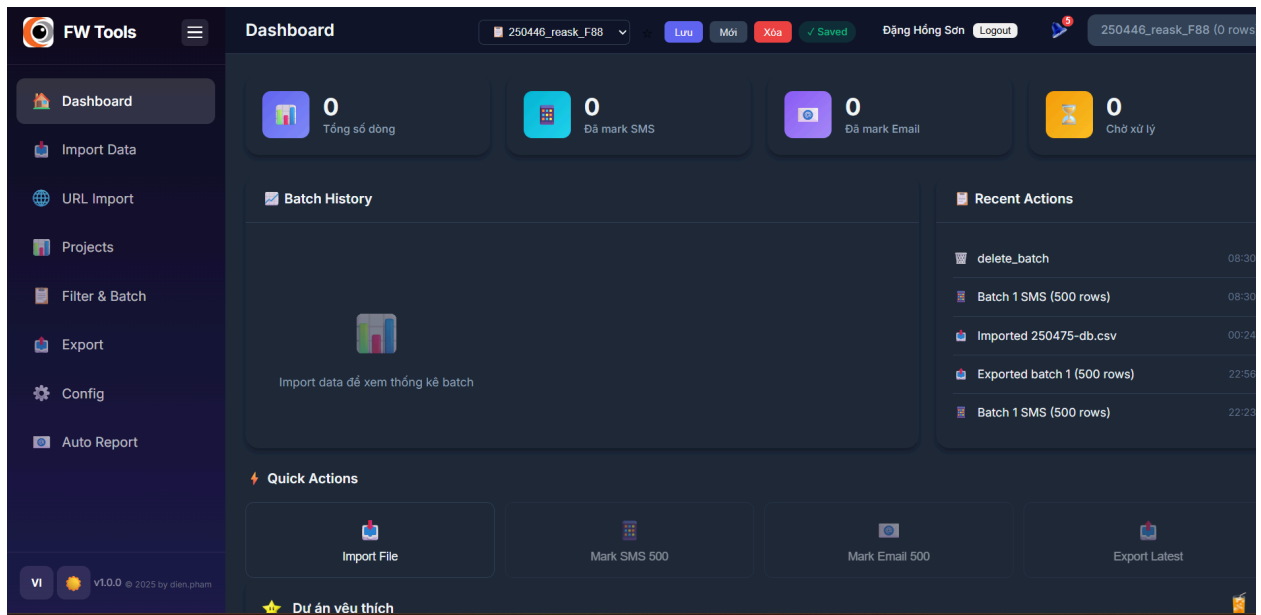 FW Tools
Dashboard
250446_reask_F88
Lưu
Mới
Xóa
✓ Saved
Đặng Hồng Sơn
Logout
5
250446_reask_F88 (0 rows
Dashboard
Import Data
URL Import
Projects
Filter & Batch
Export
Config
Auto Report
VI
v1.0.0 © 2025 by dien.pham
0
Tổng số dòng
0
Đã mark SMS
0
Đã mark Email
0
Chờ xử lý
Batch History
Import data để xem thống kê batch
Recent Actions
delete_batch 08:30
Batch 1 SMS (500 rows) 08:30
Imported 250475-db.csv 00:24
Exported batch 1 (500 rows) 22:56
Batch 1 SMS (500 rows) 22:23
Quick Actions
Import File
Mark SMS 500
Mark Email 500
Export Latest
Dự án yêu thích